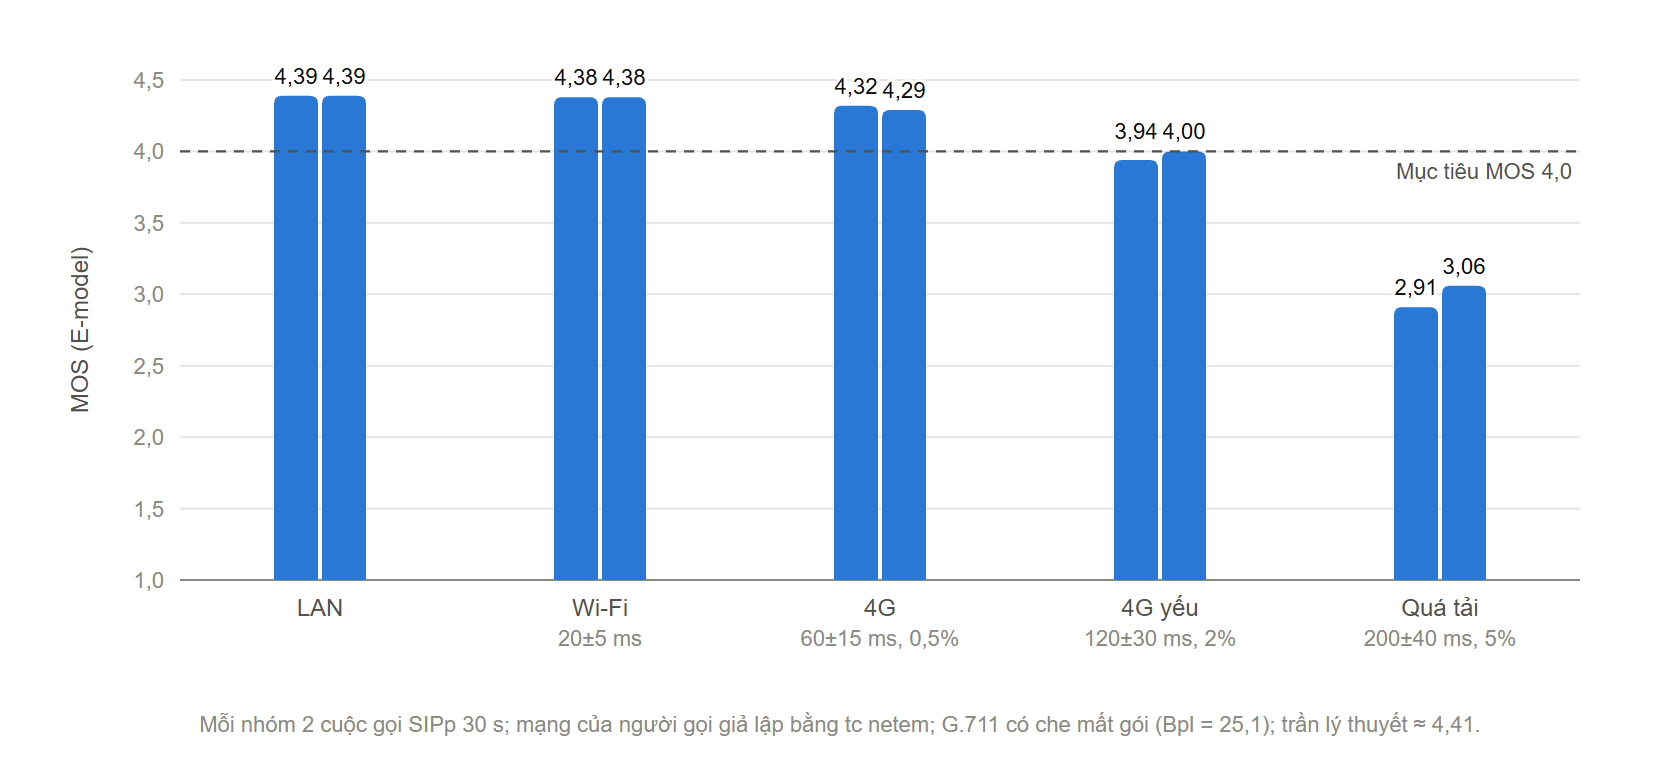 4,39 4,39
4,38 4,38
4,32 4,29
3,94 4,00
2,91 3,06
4,5
4,0
3,5
3,0
2,5
2,0
1,5
1,0
MOS (E-model)
Mục tiêu MOS 4,0
LAN
Wi-Fi
20±5 ms
4G
60±15 ms, 0,5%
4G yếu
120±30 ms, 2%
Quá tải
200±40 ms, 5%
Mỗi nhóm 2 cuộc gọi SIPp 30 s; mạng của người gọi giả lập bằng tc netem; G.711 có che mất gói (Bpl = 25,1); trần lý thuyết ≈ 4,41.